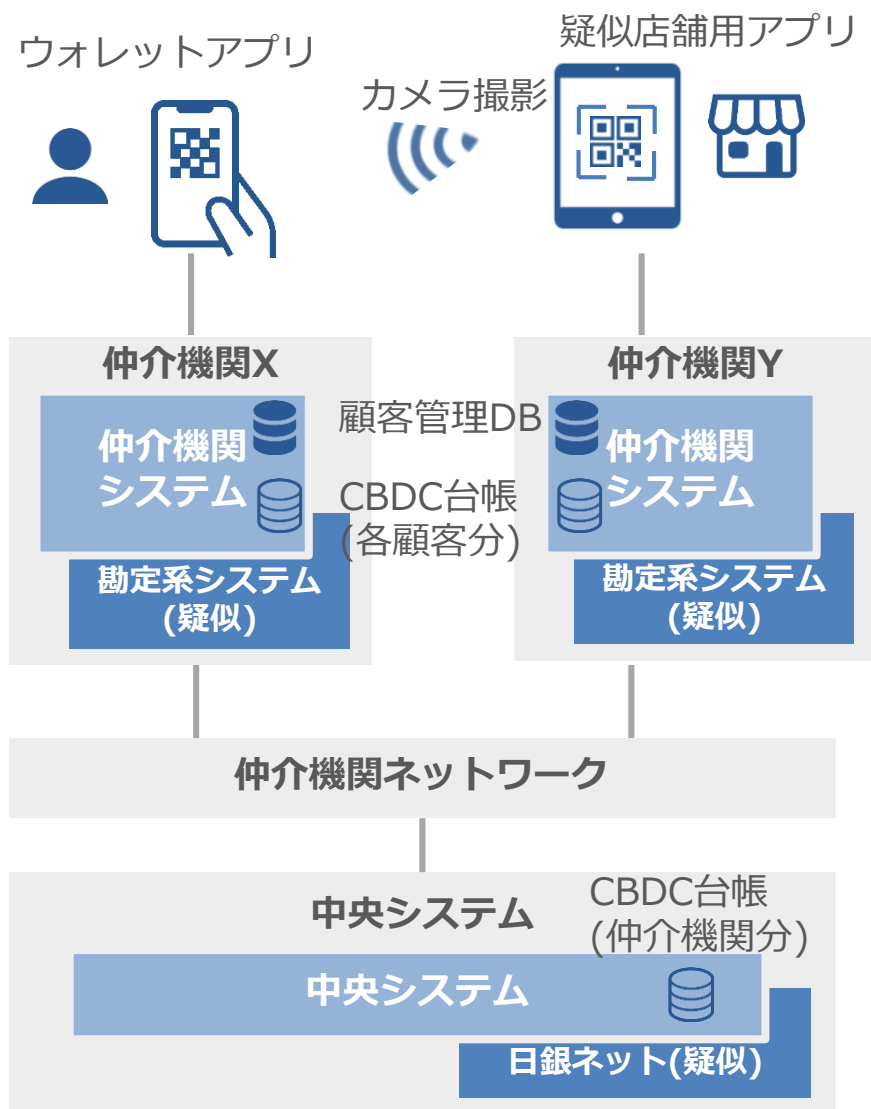 ウォレットアプリ
疑似店舗用アプリ
カメラ撮影
仲介機関X
仲介機関Y
仲介機関
システム
顧客管理DB
CBDC台帳
(各顧客分)
仲介機関
システム
勘定系システム
(疑似)
勘定系システム
(疑似)
仲介機関ネットワーク
中央システム
CBDC台帳
(仲介機関分)
中央システム
日銀ネット(疑似)